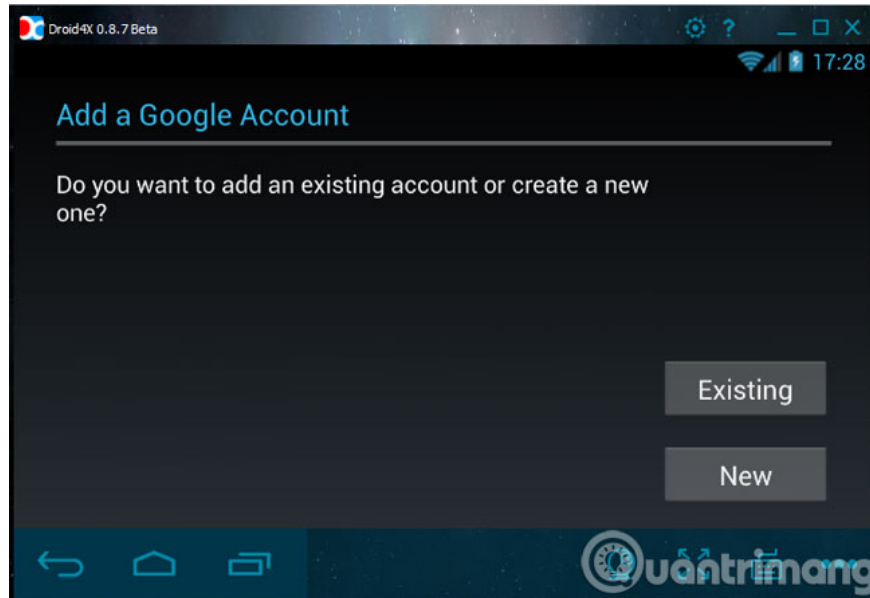 Droid4X 0.8.7 Beta
?
17:28
Add a Google Account
Do you want to add an existing account or create a new
one?
Existing
New
Quantrimang